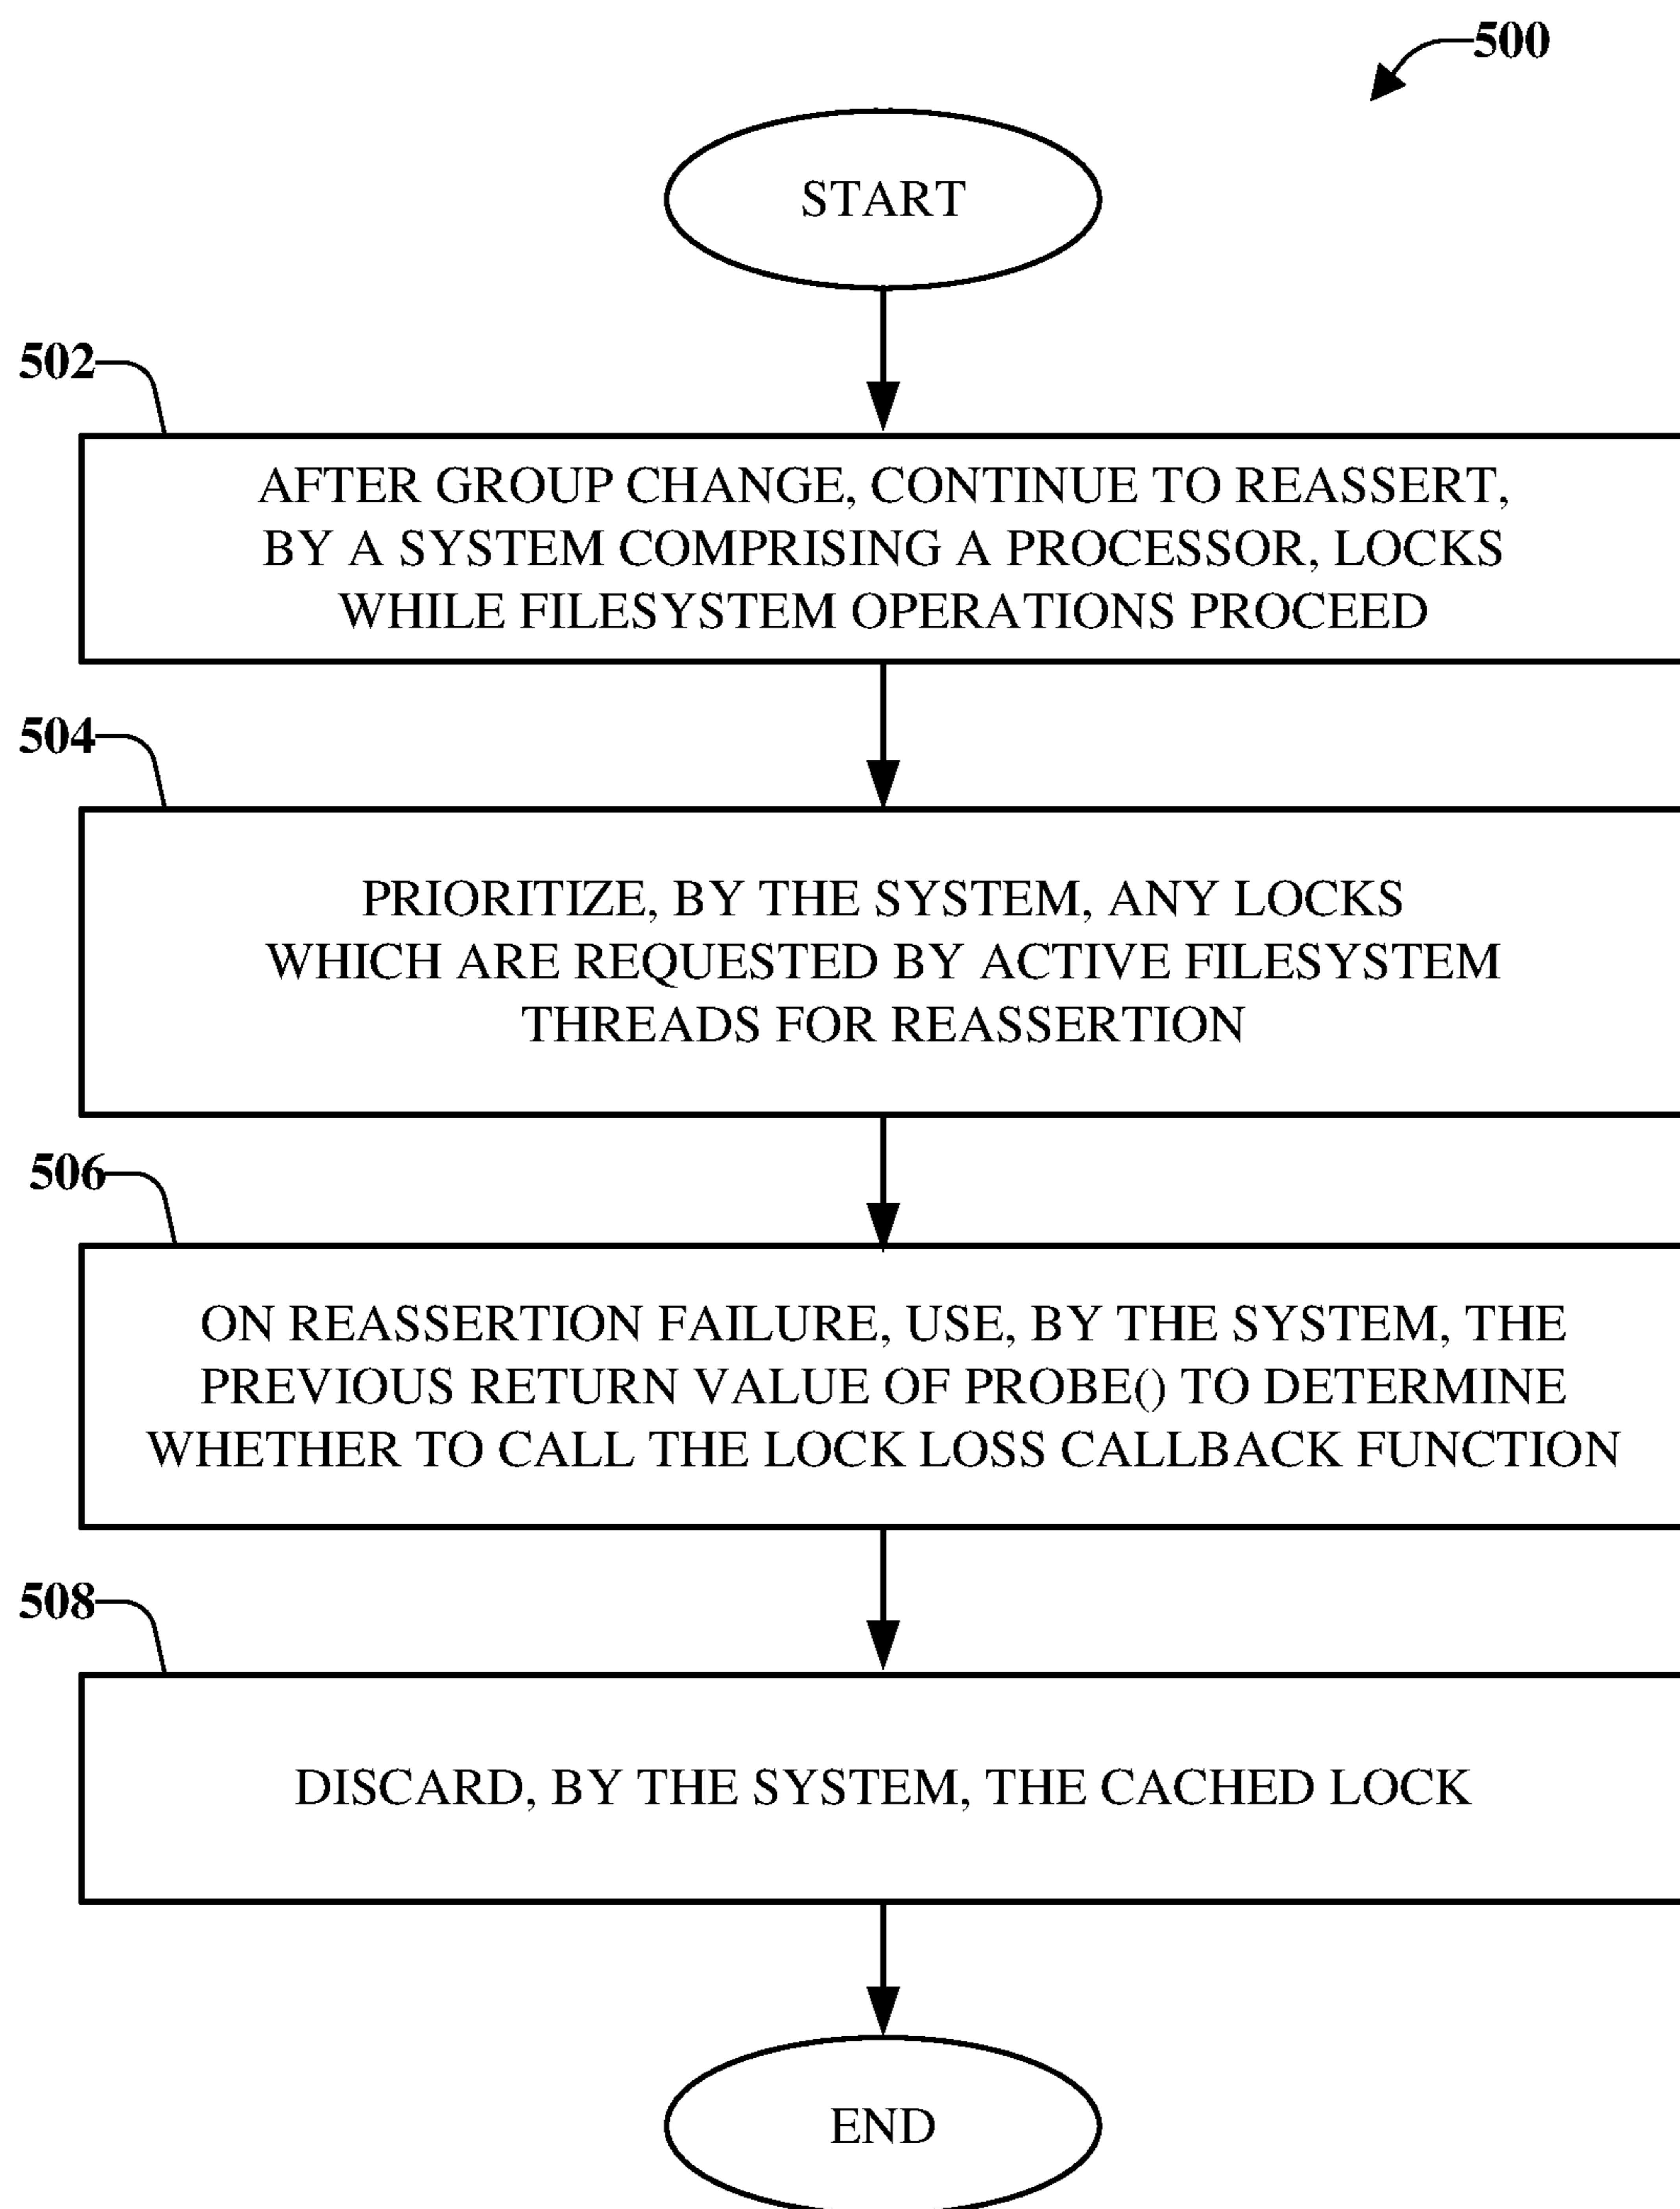 500
START
502
AFTER GROUP CHANGE, CONTINUE TO REASSERT,
BY A SYSTEM COMPRISING A PROCESSOR, LOCKS
WHILE FILESYSTEM OPERATIONS PROCEED
504
PRIORITIZE, BY THE SYSTEM, ANY LOCKS
WHICH ARE REQUESTED BY ACTIVE FILESYSTEM
THREADS FOR REASSERTION
506
ON REASSERTION FAILURE, USE, BY THE SYSTEM, THE
PREVIOUS RETURN VALUE OF PROBE() TO DETERMINE
WHETHER TO CALL THE LOCK LOSS CALLBACK FUNCTION
508
DISCARD, BY THE SYSTEM, THE CACHED LOCK
END